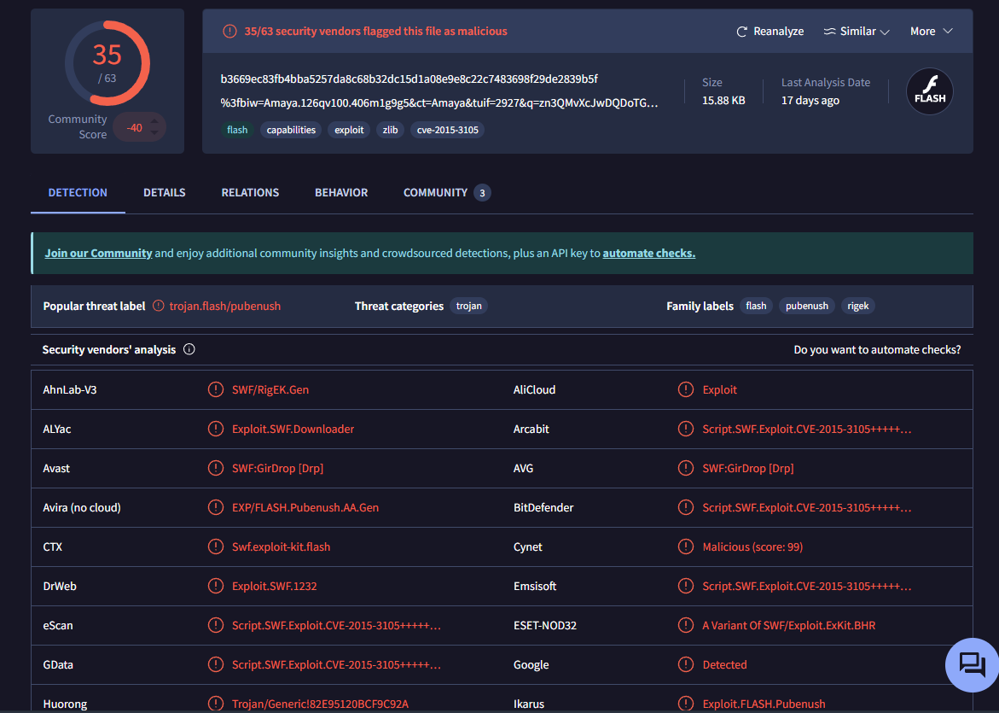 35
/ 63
Community
Score
-40
35/63 security vendors flagged this file as malicious
Reanalyze
Similar
More
b3669ec83fb4bba5257da8c68b32dc15d1a08e9e8c22c7483698f29de2839b5f
%3fbiw=Amaya.126qv100.406m1g9g5&ct=Amaya&tuif=2927&q=zn3QMvXcJwDQDoTG…
Size
15.88 KB
Last Analysis Date
17 days ago
FLASH
flash
capabilities
exploit
zlib
cve-2015-3105
DETECTION
DETAILS
RELATIONS
BEHAVIOR
COMMUNITY 3
Join our Community and enjoy additional community insights and crowdsourced detections, plus an API key to automate checks.
Popular threat label trojan.flash/pubenush
Threat categories trojan
Family labels flash pubenush rigek
Security vendors' analysis
Do you want to automate checks?
AhnLab-V3 SWF/RigEK.Gen AliCloud Exploit
ALYac Exploit.SWF.Downloader Arcabit Script.SWF.Exploit.CVE-2015-3105+++++…
Avast SWF:GirDrop [Drp] AVG SWF:GirDrop [Drp]
Avira (no cloud) EXP/FLASH.Pubenush.AA.Gen BitDefender Script.SWF.Exploit.CVE-2015-3105+++++…
CTX Swf.exploit-kit.flash Cynet Malicious (score: 99)
DrWeb Exploit.SWF.1232 Emsisoft Script.SWF.Exploit.CVE-2015-3105+++++…
eScan Script.SWF.Exploit.CVE-2015-3105+++++… ESET-NOD32 A Variant Of SWF/Exploit.ExKit.BHR
GData Script.SWF.Exploit.CVE-2015-3105+++++… Google Detected
Huorong Trojan/Generic!82E95120BCF9C92A Ikarus Exploit.FLASH.Pubenush